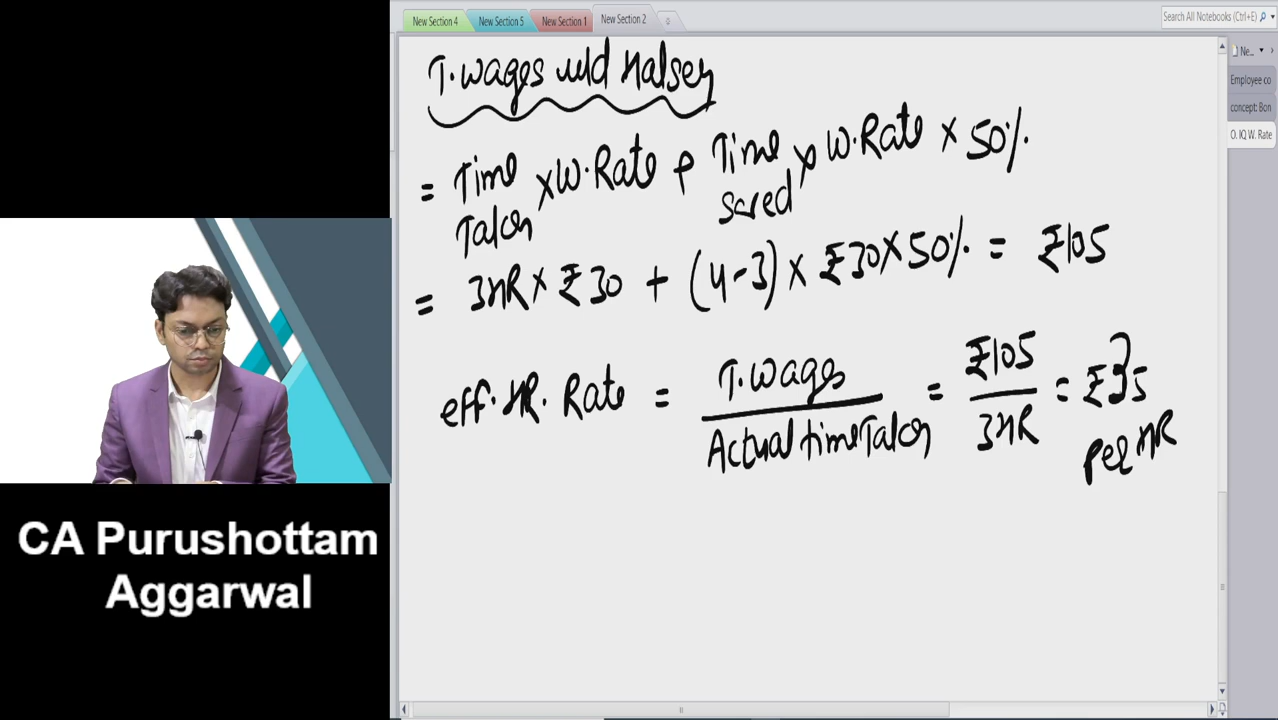 New Section 4 New Section 5 New Section 1 New Section 2
Search All Notebooks (Ctrl+E)
Ne...
Employee co
concept: Bon
O. IQ W. Rate
T.wages u/d Halsey
= Time Taken × W.Rate + Time saved × W.Rate × 50%
= 3HR × ₹30 + (4-3) × ₹30 × 50% = ₹105
eff. HR. Rate = T.wages / Actual time Taken = ₹105 / 3HR = ₹35 per HR
CA Purushottam
Aggarwal